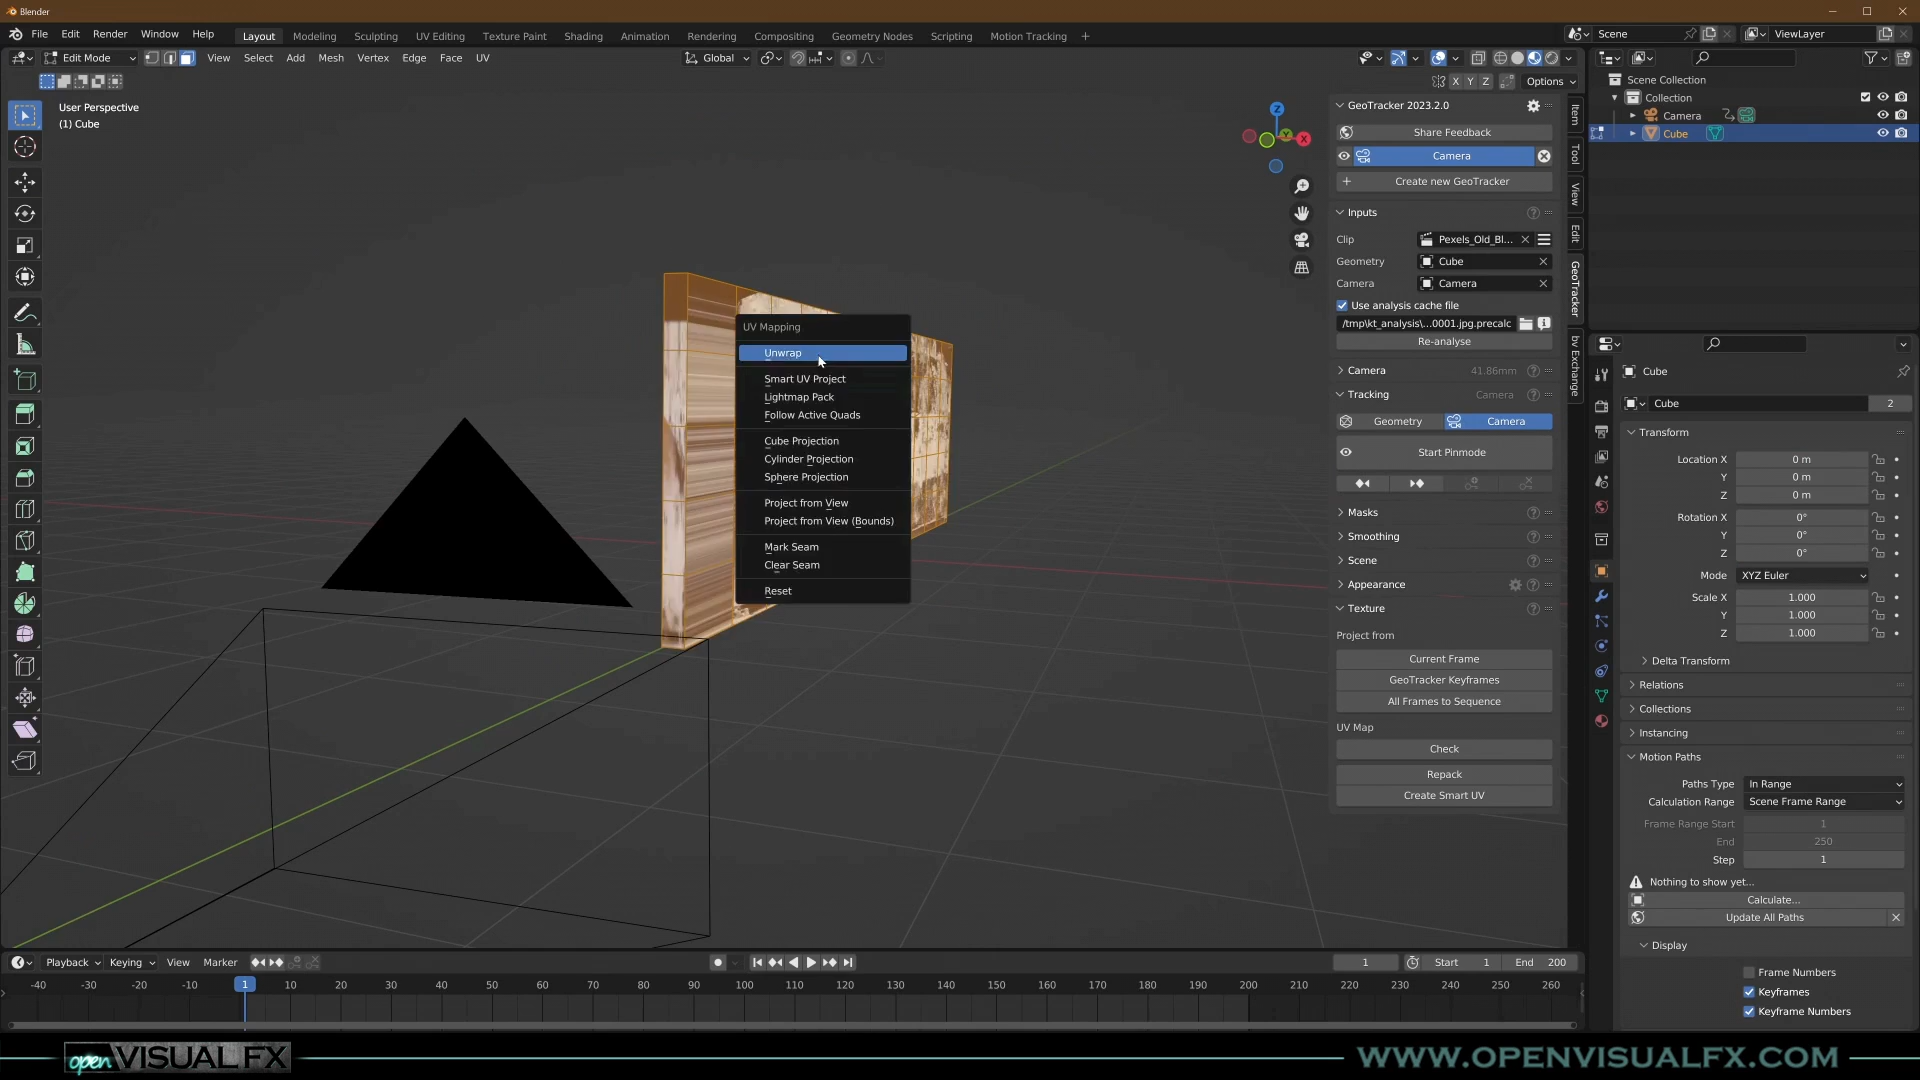 Blender
File Edit Render Window Help Layout Modeling Sculpting UV Editing Texture Paint Shading Animation Rendering Compositing Geometry Nodes Scripting Motion Tracking + Scene ViewLayer
Edit Mode View Select Add Mesh Vertex Edge Face UV Global
X Y Z Options
User Perspective
(1) Cube
Z
Y
X
UV Mapping
Unwrap
Smart UV Project
Lightmap Pack
Follow Active Quads
Cube Projection
Cylinder Projection
Sphere Projection
Project from View
Project from View (Bounds)
Mark Seam
Clear Seam
Reset
GeoTracker 2023.2.0
Share Feedback
Camera
Create new GeoTracker
Inputs
Clip Pexels_Old_Bl...
Geometry Cube
Camera Camera
Use analysis cache file
/tmp\kt_analysis\...0001.jpg.precalc
Re-analyse
Camera 41.86mm
Tracking Camera
Geometry Camera
Start Pinmode
Masks
Smoothing
Scene
Appearance
Texture
Project from
Current Frame
GeoTracker Keyframes
All Frames to Sequence
UV Map
Check
Repack
Create Smart UV
Item
Tool
View
Edit
GeoTracker
bv Exchange
Scene Collection
Collection
Camera
Cube
Cube
Cube 2
Transform
Location X 0 m
Y 0 m
Z 0 m
Rotation X 0°
Y 0°
Z 0°
Mode XYZ Euler
Scale X 1.000
Y 1.000
Z 1.000
Delta Transform
Relations
Collections
Instancing
Motion Paths
Paths Type In Range
Calculation Range Scene Frame Range
Frame Range Start 1
End 250
Step 1
Nothing to show yet...
Calculate...
Update All Paths
Display
Frame Numbers
Keyframes
Keyframe Numbers
Playback Keying View Marker 1 Start 1 End 200
-40 -30 -20 -10 1 10 20 30 40 50 60 70 80 90 100 110 120 130 140 150 160 170 180 190 200 210 220 230 240 250 260
open VISUALFX
WWW.OPENVISUALFX.COM